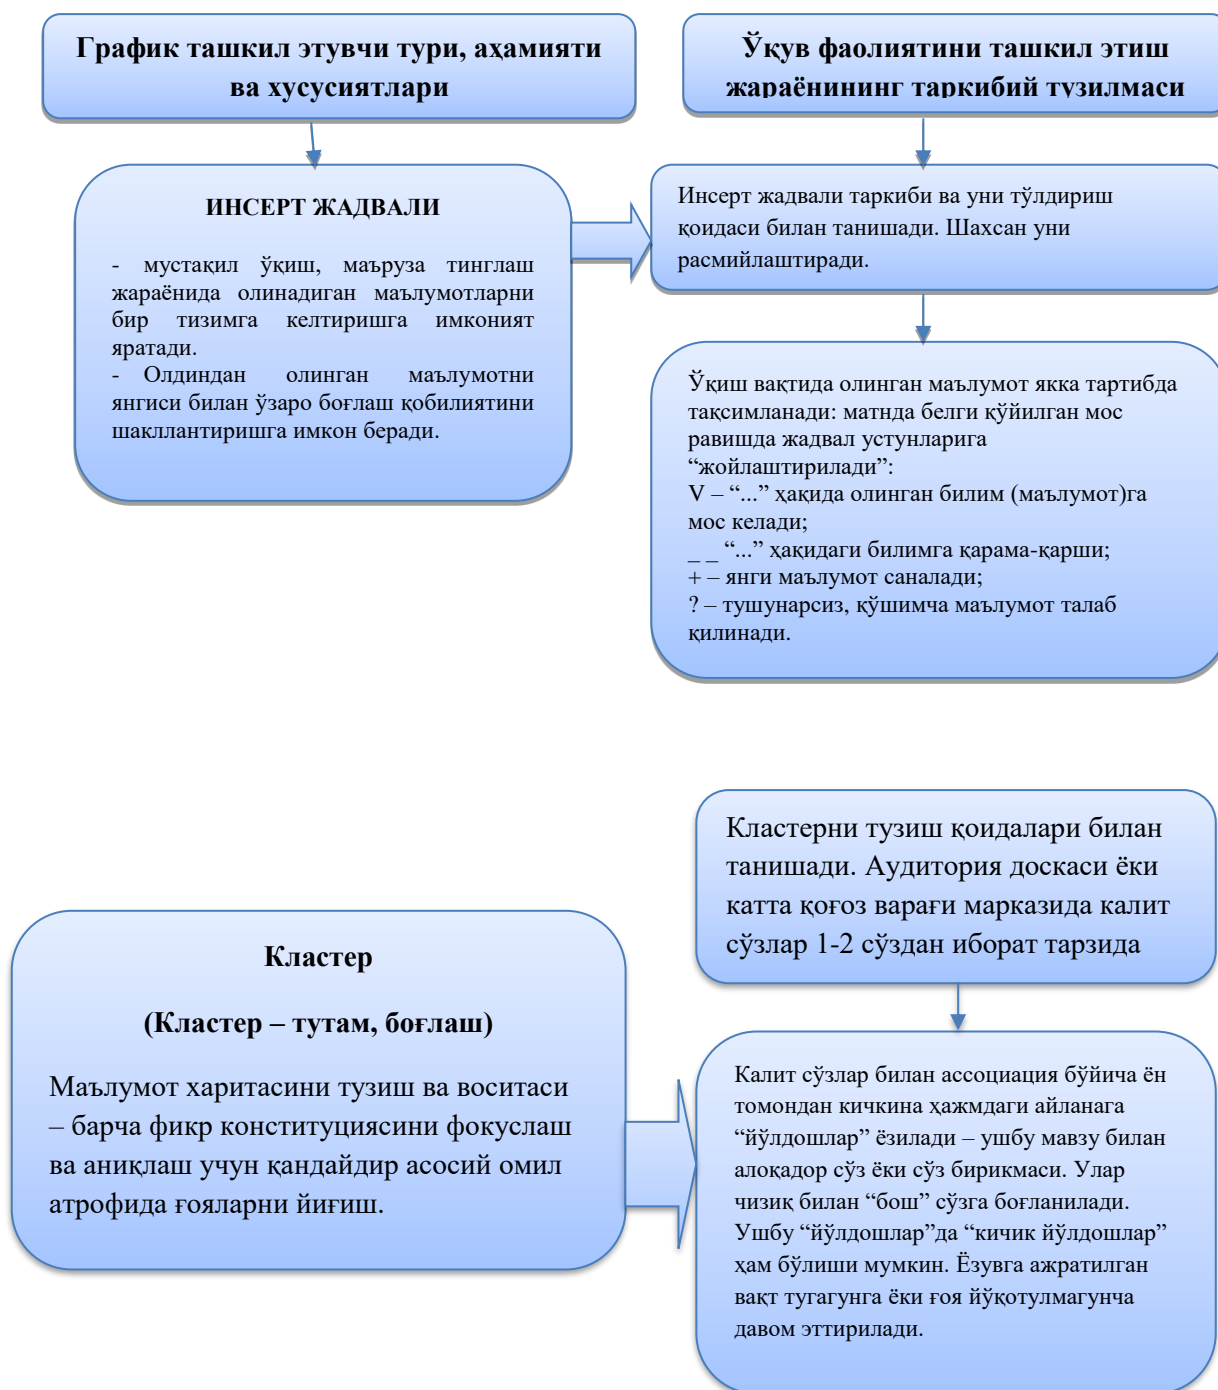 График ташкил этувчи тури, аҳамияти
ва хусусиятлари
Ўқув фаолиятини ташкил этиш
жараёнининг таркибий тузилмаси
ИНСЕРТ ЖАДВАЛИ
- мустақил ўқиш, маъруза тинглаш
жараёнида олинадиган маълумотларни
бир тизимга келтиришга имконият
яратади.
- Олдиндан олинган маълумотни
янгиси билан ўзаро боғлаш қобилиятини
шакллантиришга имкон беради.
Инсерт жадвали таркиби ва уни тўлдириш
қоидаси билан танишади. Шахсан уни
расмийлаштиради.
Ўқиш вақтида олинган маълумот якка тартибда
тақсимланади: матнда белги қўйилган мос
равишда жадвал устунларига
“жойлаштирилади”:
V – “...” ҳақида олинган билим (маълумот)га
мос келади;
_ _ “...” ҳақидаги билимга қарама-қарши;
+ – янги маълумот саналади;
? – тушунарсиз, қўшимча маълумот талаб
қилинади.
Кластер
(Кластер – тутам, боғлаш)
Маълумот харитасини тузиш ва воситаси
– барча фикр конституциясини фокуслаш
ва аниқлаш учун қандайдир асосий омил
атрофида ғояларни йиғиш.
Кластерни тузиш қоидалари билан
танишади. Аудитория доскаси ёки
катта қоғоз варағи марказида калит
сўзлар 1-2 сўздан иборат тарзида
Калит сўзлар билан ассоциация бўйича ён
томондан кичкина ҳажмдаги айланага
“йўлдошлар” ёзилади – ушбу мавзу билан
алоқадор сўз ёки сўз бирикмаси. Улар
чизиқ билан “бош” сўзга боғланилади.
Ушбу “йўлдошлар”да “кичик йўлдошлар”
ҳам бўлиши мумкин. Ёзувга ажратилган
вақт тугагунга ёки ғоя йўқотулмагунча
давом эттирилади.